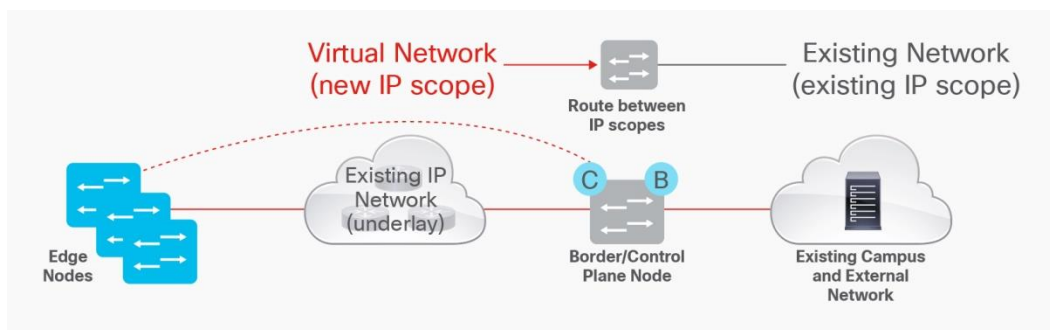 Virtual Network
(new IP scope)
Route between
IP scopes
Existing Network
(existing IP scope)
Edge
Nodes
Existing IP
Network
(underlay)
C
B
Border/Control
Plane Node
Existing Campus
and External
Network